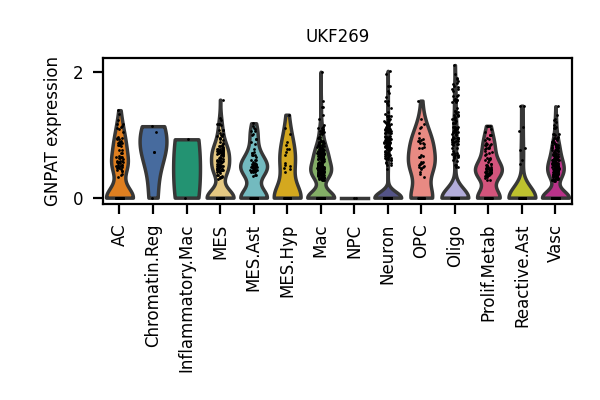 UKF269
GNPAT expression
2
0
AC
Chromatin.Reg
Inflammatory.Mac
MES
MES.Ast
MES.Hyp
Mac
NPC
Neuron
OPC
Oligo
Prolif.Metab
Reactive.Ast
Vasc